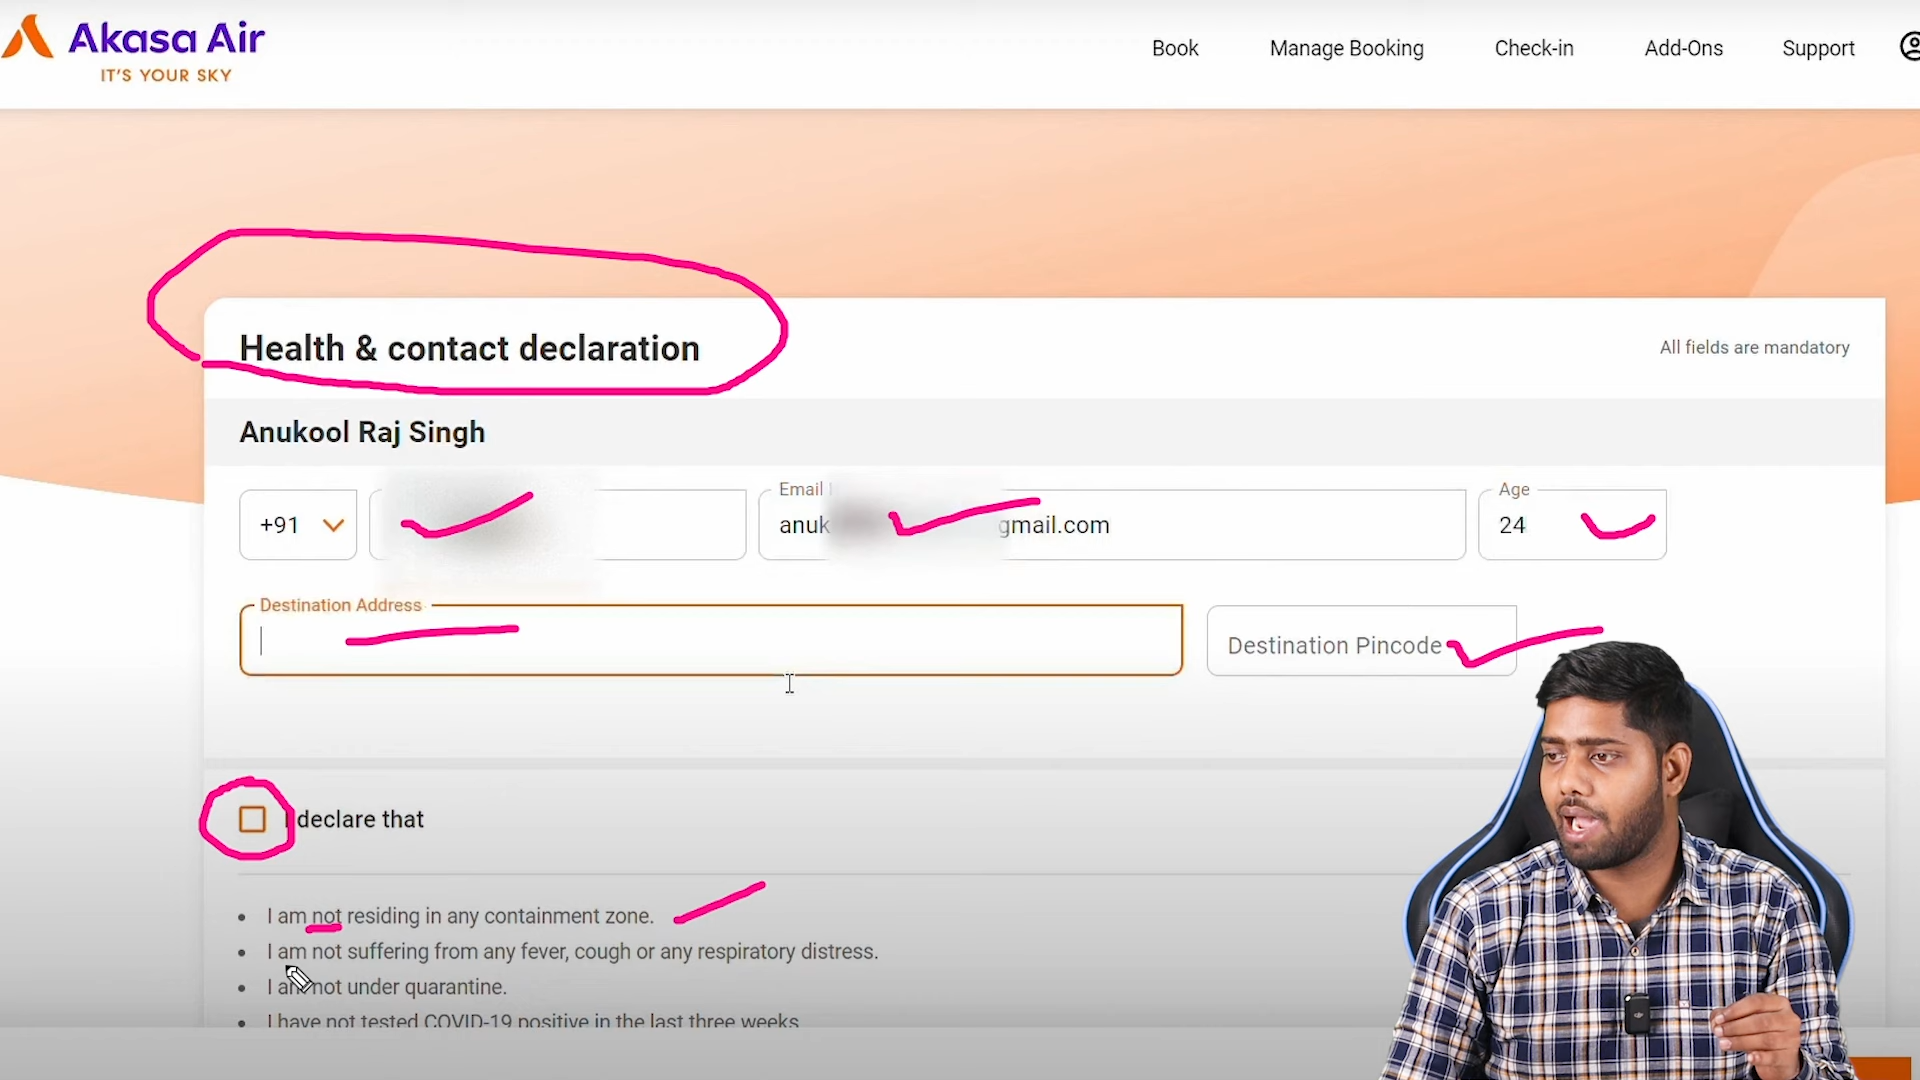 Akasa Air
IT'S YOUR SKY
Book Manage Booking Check-in Add-Ons Support
Health & contact declaration
All fields are mandatory
Anukool Raj Singh
Email Age
+91 anuk gmail.com 24
Destination Address
Destination Pincode
I declare that
• I am not residing in any containment zone.
• I am not suffering from any fever, cough or any respiratory distress.
• I am not under quarantine.
• I have not tested COVID-19 positive in the last three weeks